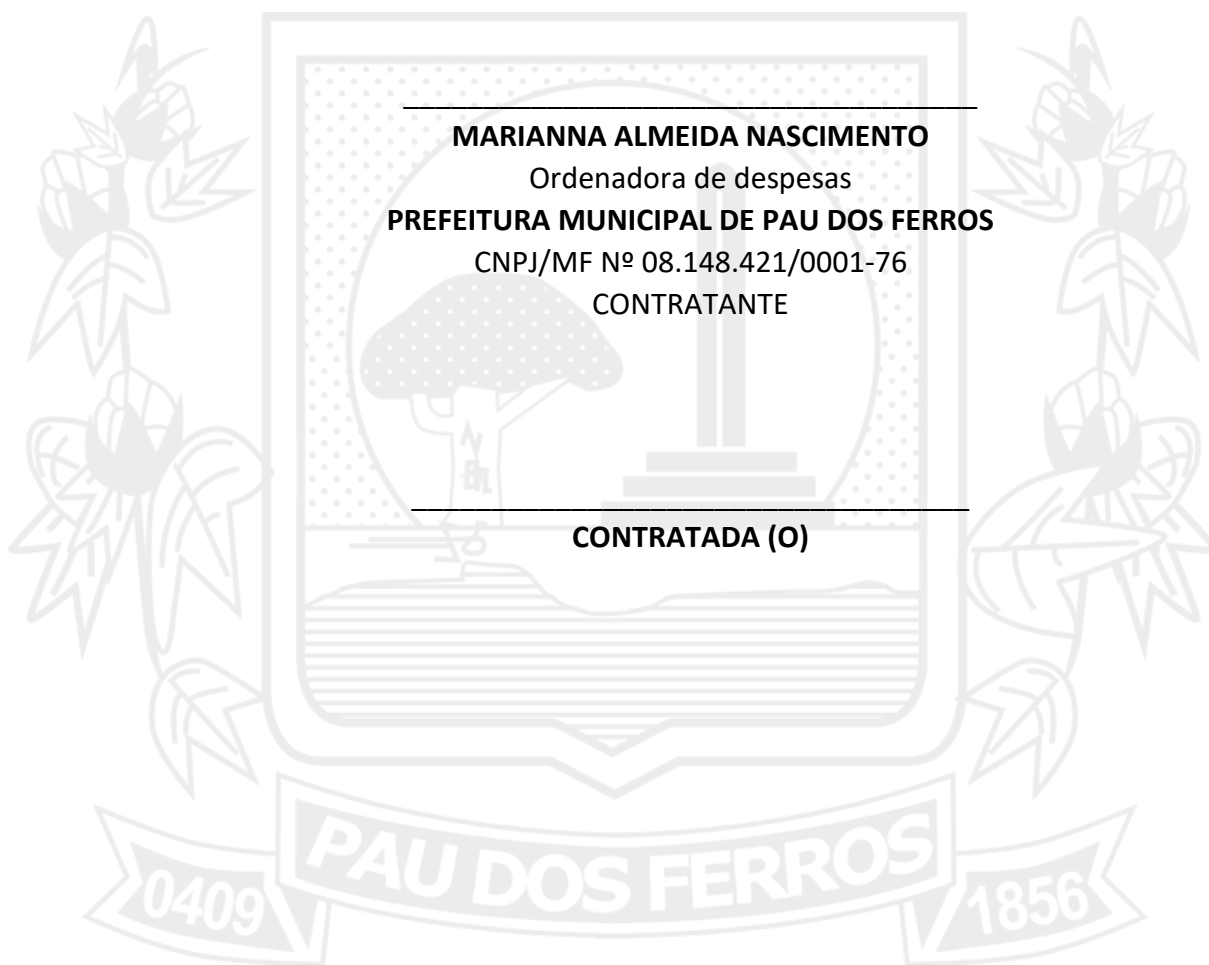 MARIANNA ALMEIDA NASCIMENTO
Ordenadora de despesas
PREFEITURA MUNICIPAL DE PAU DOS FERROS
CNPJ/MF Nº 08.148.421/0001-76
CONTRATANTE
CONTRATADA (O)
PAU DOS FERROS
0409
1856